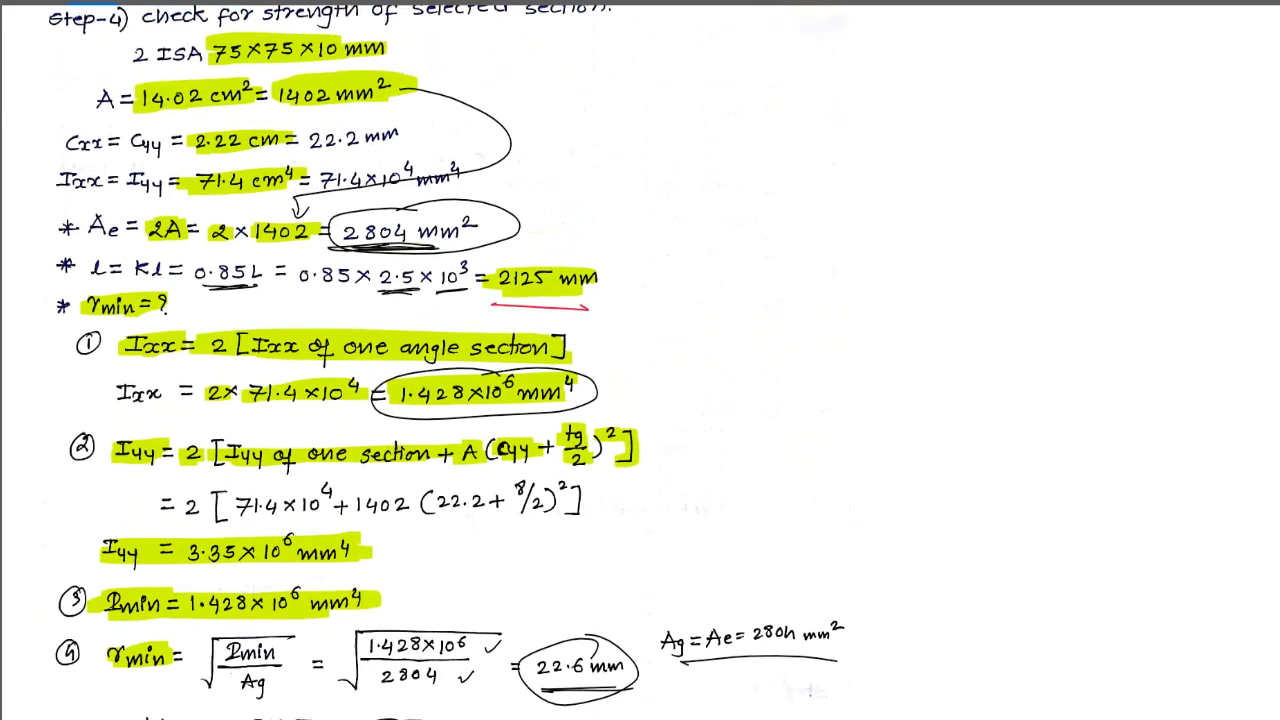 Step-4) check for strength of selected section.
2 ISA 75×75×10 mm
A = 14.02 cm² = 1402 mm²
Cxx = Cyy = 2.22 cm = 22.2 mm
Ixx = Iyy = 71.4 cm⁴ = 71.4×10⁴ mm⁴
* Ae = 2A = 2 × 1402 = 2804 mm²
* l = Kl = 0.85L = 0.85 × 2.5 × 10³ = 2125 mm
* rmin = ?
① Ixx = 2 [Ixx of one angle section]
Ixx = 2× 71.4×10⁴ = 1.428×10⁶ mm⁴
② Iyy = 2 [Iyy of one section + A (Cyy + tg/2)²]
= 2 [71.4×10⁴ + 1402 (22.2 + 8/2)²]
Iyy = 3.35×10⁶ mm⁴
③ Imin = 1.428×10⁶ mm⁴
④ rmin = √(Imin/Ag) = √(1.428×10⁶ ✓/2804 ✓) = 22.6 mm
Ag = Ae = 2804 mm²